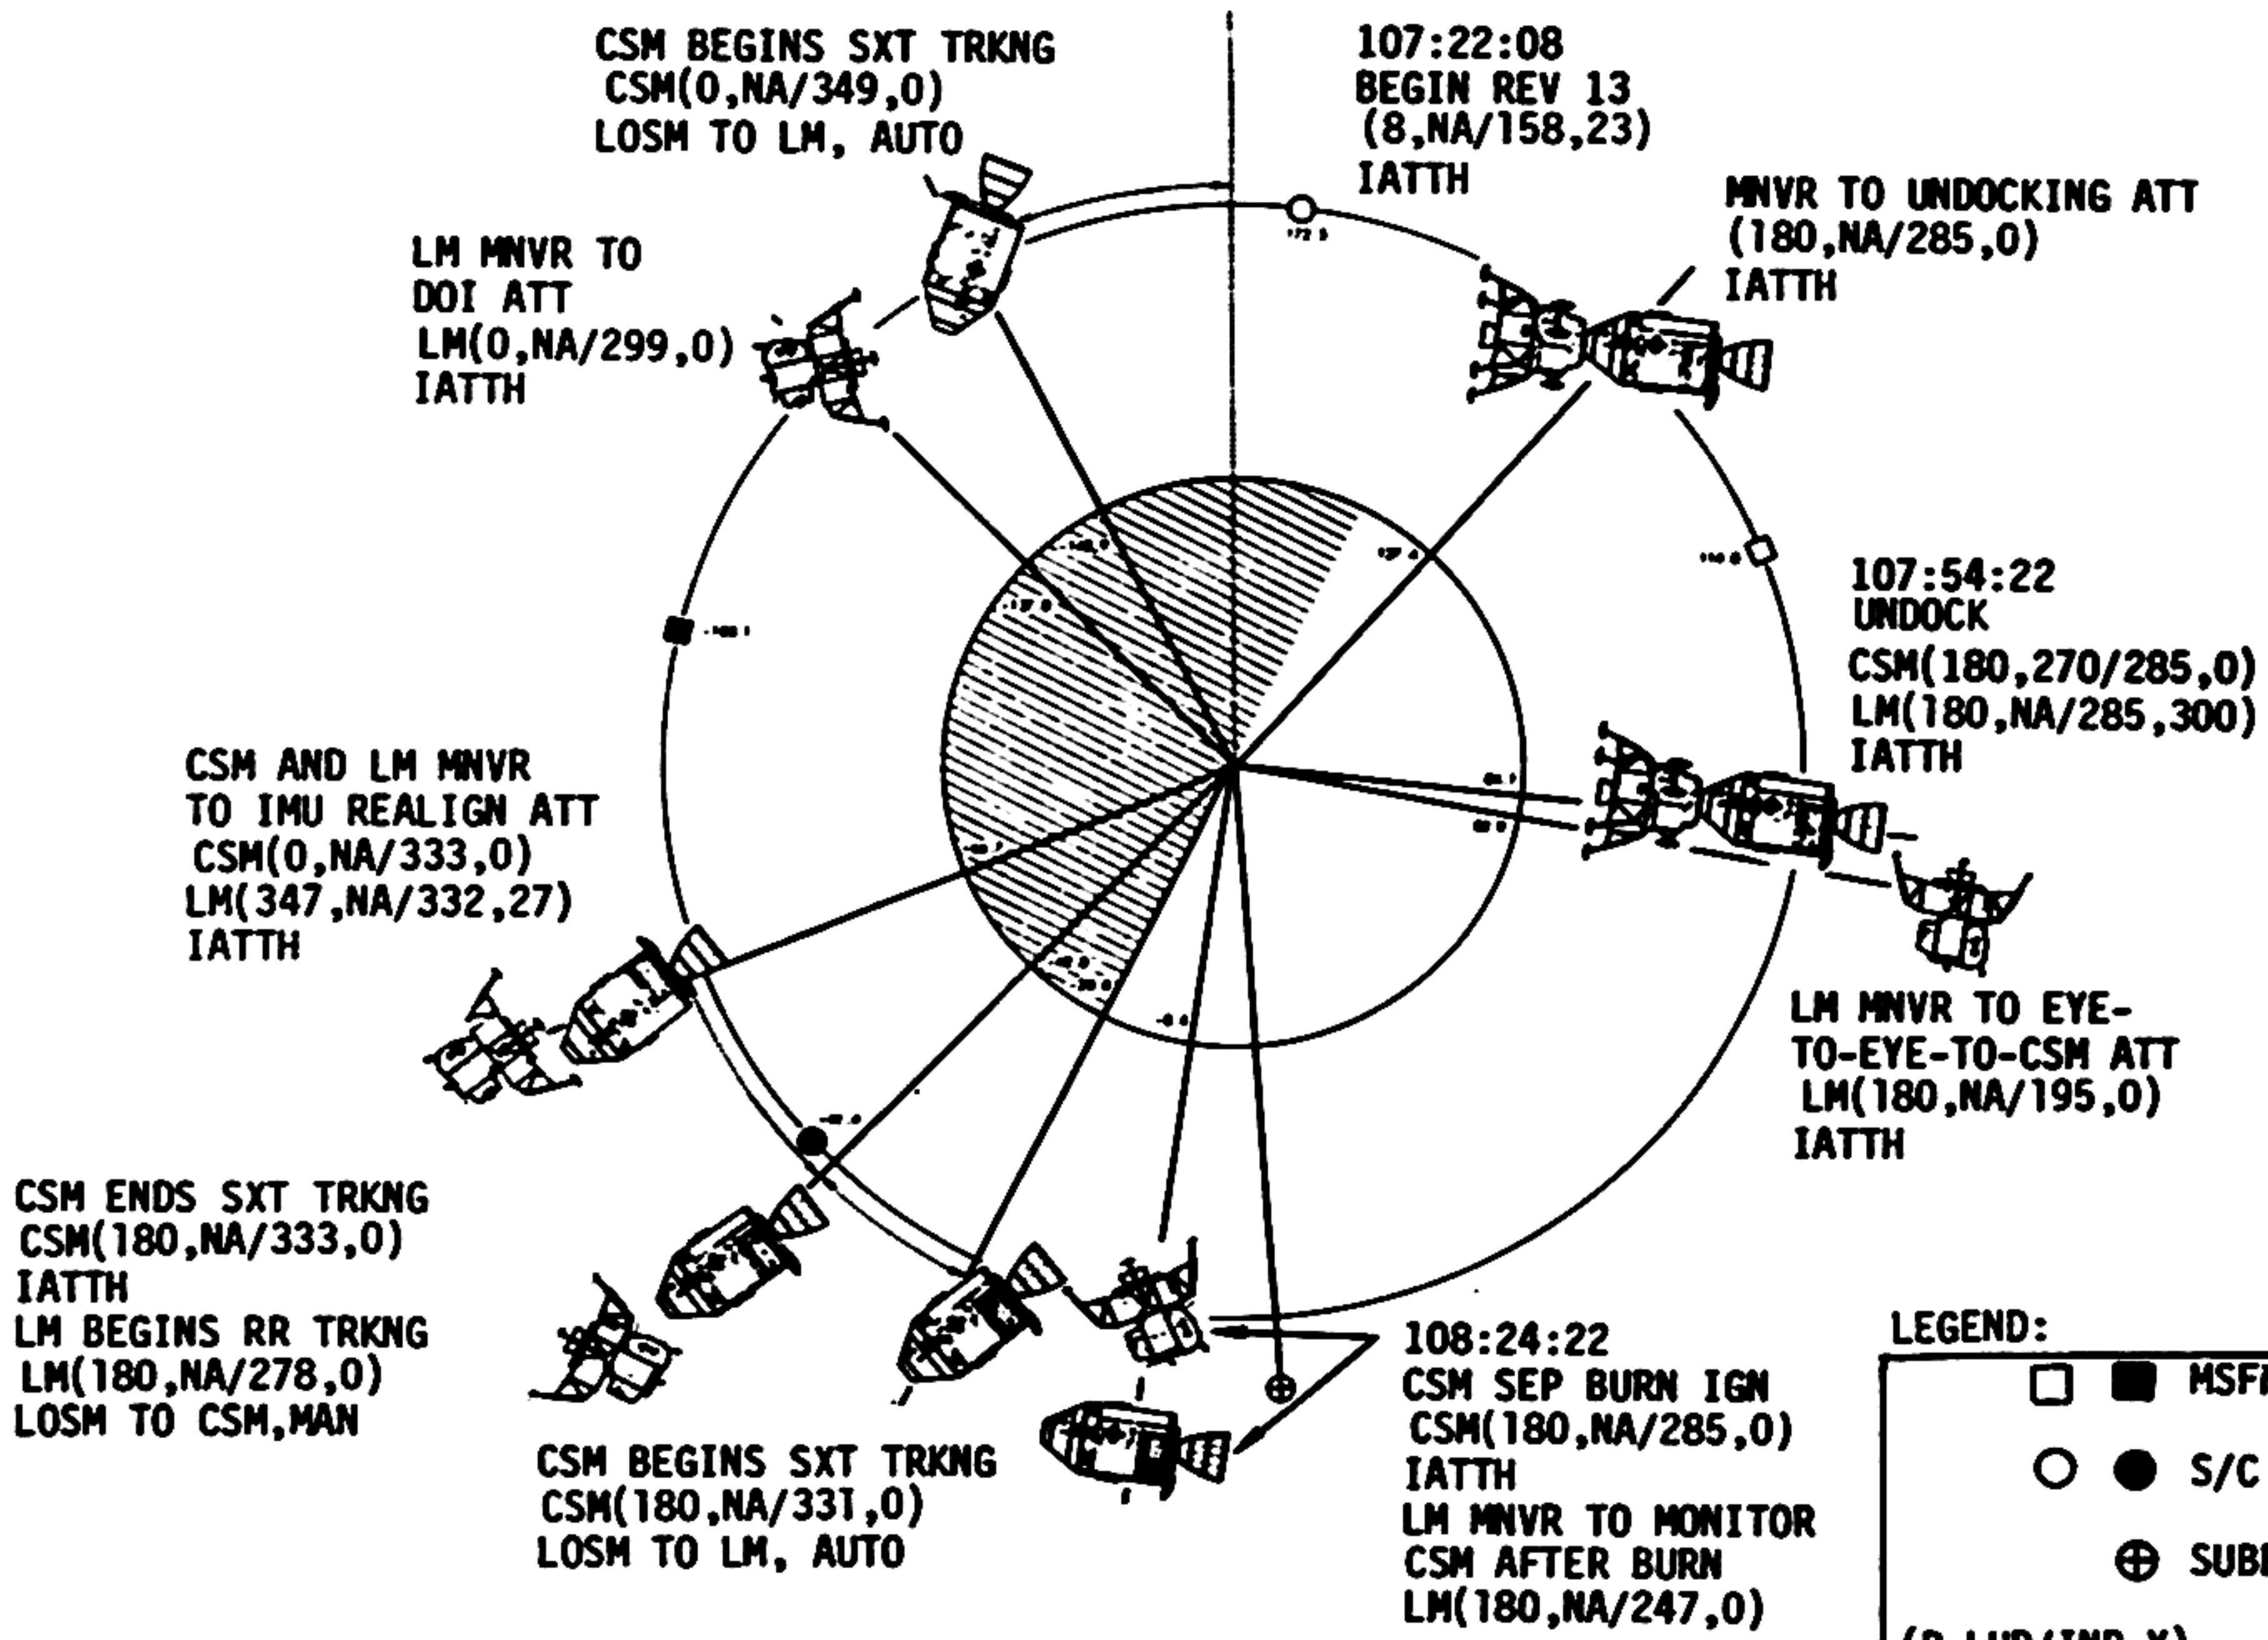 CSM BEGINS SXT TRKNG
CSM(0,NA/349,0)
LOSM TO LM, AUTO
107:22:08
BEGIN REV 13
(8,NA/158,23)
IATTH
MNVR TO UNDOCKING ATT
(180,NA/285,0)
IATTH
LM MNVR TO
DOI ATT
LM(0,NA/299,0)
IATTH
107:54:22
UNDOCK
CSM(180,270/285,0)
LM(180,NA/285,300)
IATTH
CSM AND LM MNVR
TO IMU REALIGN ATT
CSM(0,NA/333,0)
LM(347,NA/332,27)
IATTH
LM MNVR TO EYE-
TO-EYE-TO-CSM ATT
LM(180,NA/195,0)
IATTH
CSM ENDS SXT TRKNG
CSM(180,NA/333,0)
IATTH
LM BEGINS RR TRKNG
LM(180,NA/278,0)
LOSM TO CSM,MAN
CSM BEGINS SXT TRKNG
CSM(180,NA/331,0)
LOSM TO LM, AUTO
108:24:22
CSM SEP BURN IGN
CSM(180,NA/285,0)
IATTH
LM MNVR TO MONITOR
CSM AFTER BURN
LM(180,NA/247,0)
LEGEND:
S/C